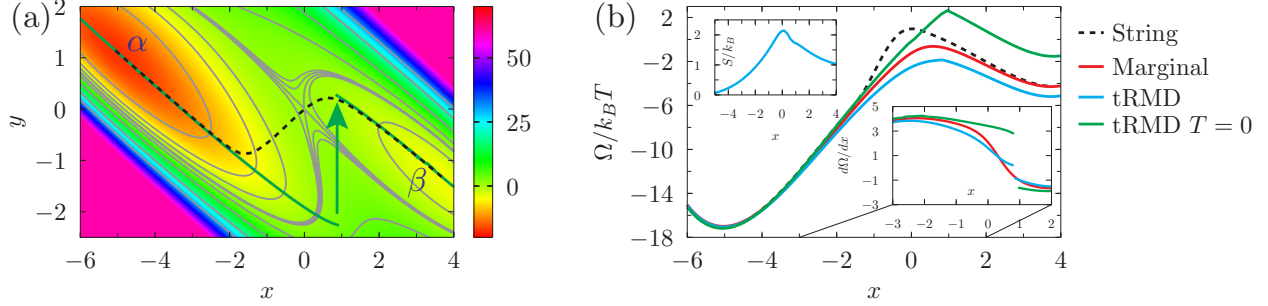 (a)
2
1
0
−1
−2
y
−6
−4
−2
0
2
4
x
α
β
50
25
0
(b)
2
−2
−6
−10
−14
−18
Ω/k_BT
−6
−4
−2
0
2
4
x
S/k_B
2
1
0
−4
−2
0
2
4
x
dΩ/dx
5
3
1
−1
−3
−3
−2
−1
0
1
2
x
String
Marginal
tRMD
tRMD T = 0